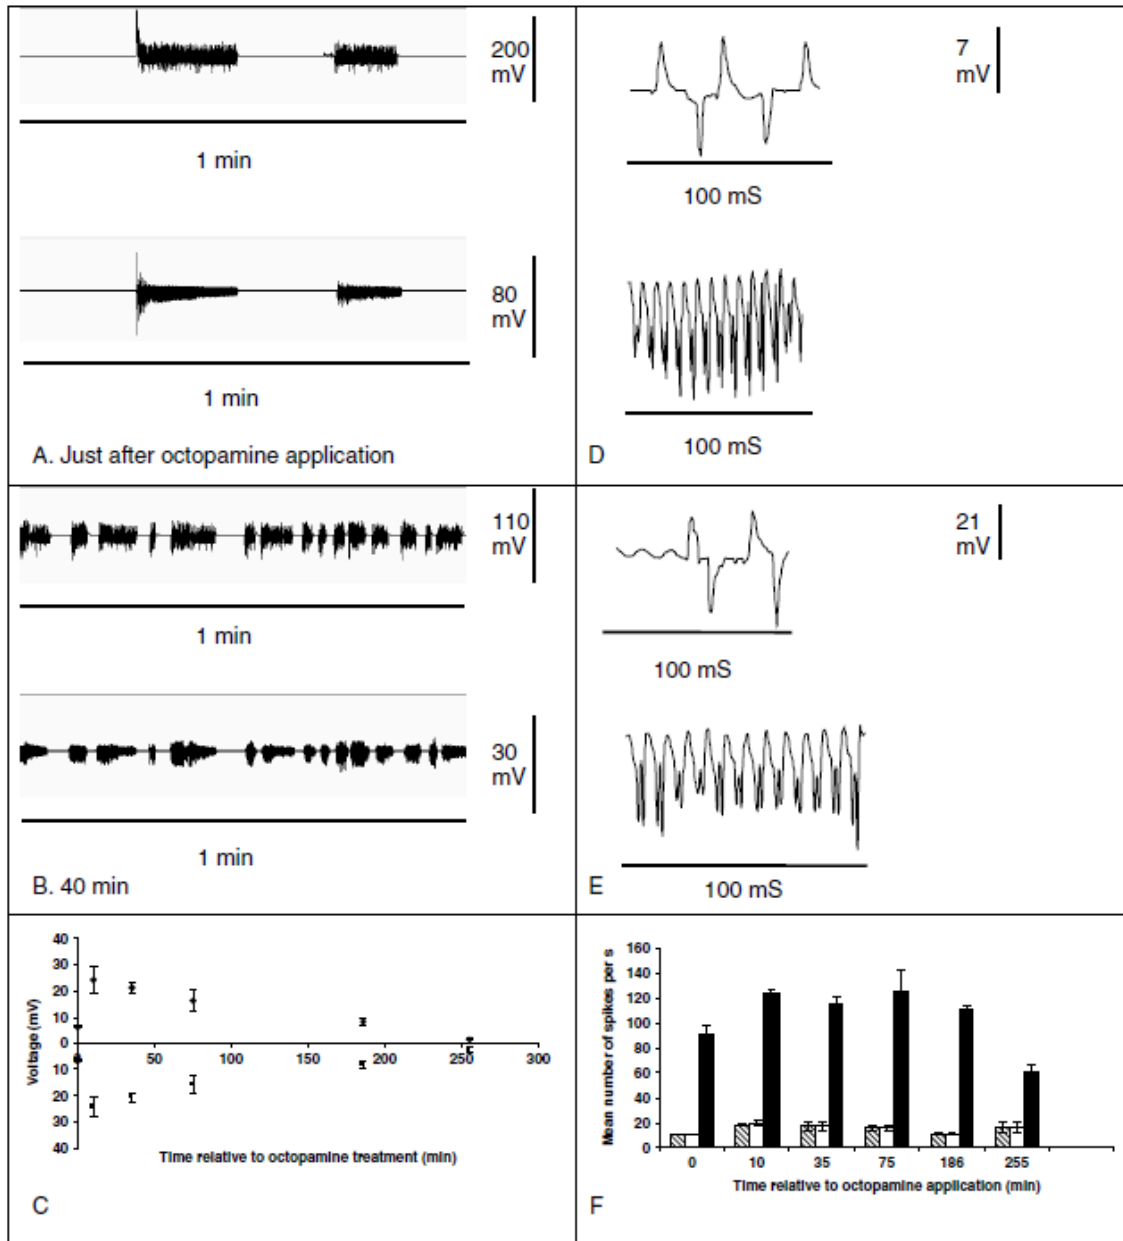 200
mV
1 min
80
mV
1 min
A. Just after octopamine application
7
mV
100 mS
100 mS
D
110
mV
1 min
30
mV
1 min
B. 40 min
21
mV
100 mS
100 mS
E
40
30
20
10
0
10
20
30
40
0 50 100 150 200 250 300
Voltage (mV)
Time relative to octopamine treatment (min)
C
160
140
120
100
80
60
40
20
0
0 10 35 75 186 255
Mean number of spikes per s
Time relative to octopamine application (min)
F